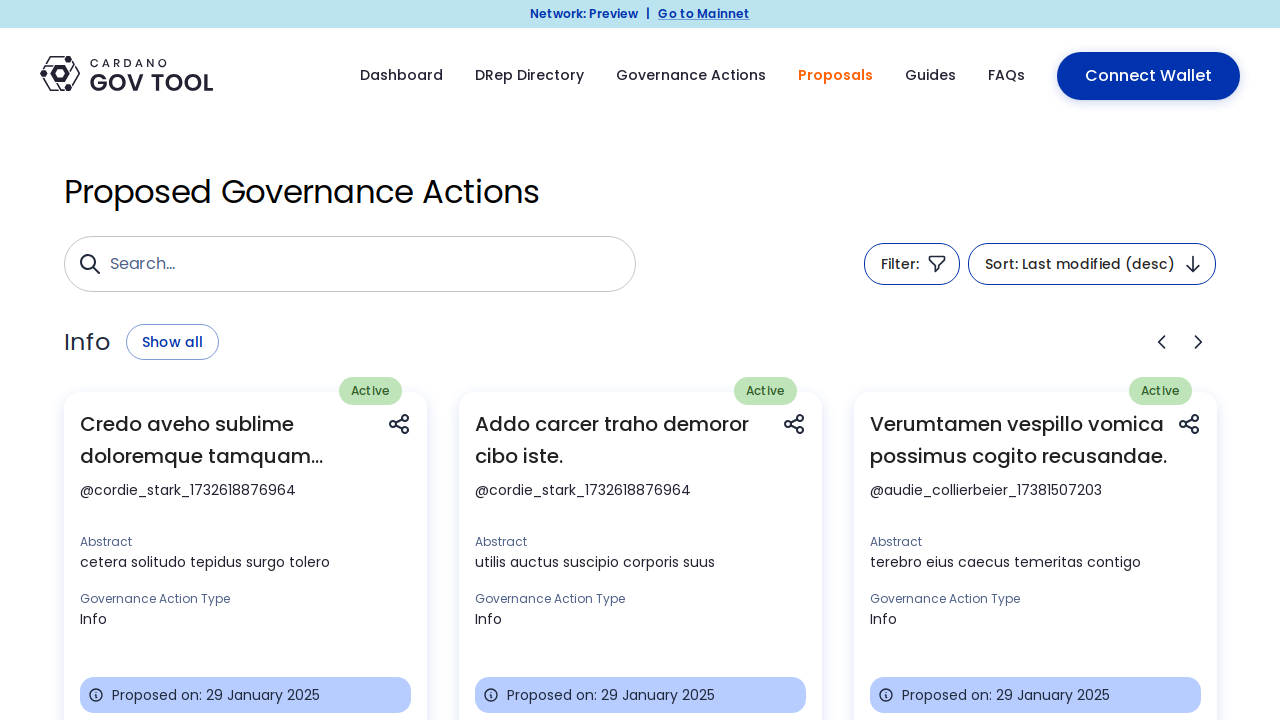 Network: Preview | Go to Mainnet
CARDANO
GOV TOOL
Dashboard
DRep Directory
Governance Actions
Proposals
Guides
FAQs
Connect Wallet
Proposed Governance Actions
Search...
Filter:
Sort: Last modified (desc)
Info
Show all
Active
Credo aveho sublime
doloremque tamquam...
@cordie_stark_1732618876964
Abstract
cetera solitudo tepidus surgo tolero
Governance Action Type
Info
Proposed on: 29 January 2025
Active
Addo carcer traho demoror
cibo iste.
@cordie_stark_1732618876964
Abstract
utilis auctus suscipio corporis suus
Governance Action Type
Info
Proposed on: 29 January 2025
Active
Verumtamen vespillo vomica
possimus cogito recusandae.
@audie_collierbeier_17381507203
Abstract
terebro eius caecus temeritas contigo
Governance Action Type
Info
Proposed on: 29 January 2025